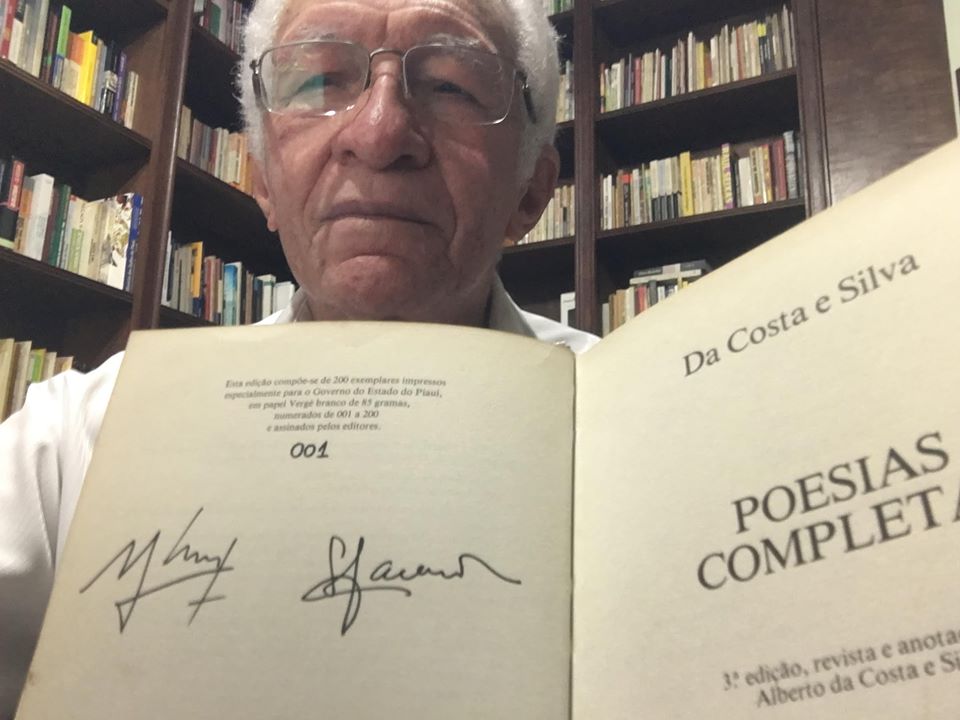 Esta edição compõe-se de 200 exemplares impressos
especialmente para o Governo do Estado do Piauí,
em papel Vergê branco de 85 gramas,
numerados de 001 a 200
e assinados pelos editores.
001
Da Costa e Silva
POESIAS
COMPLETA
3.ª edição, revista e anota
Alberto da Costa e Si